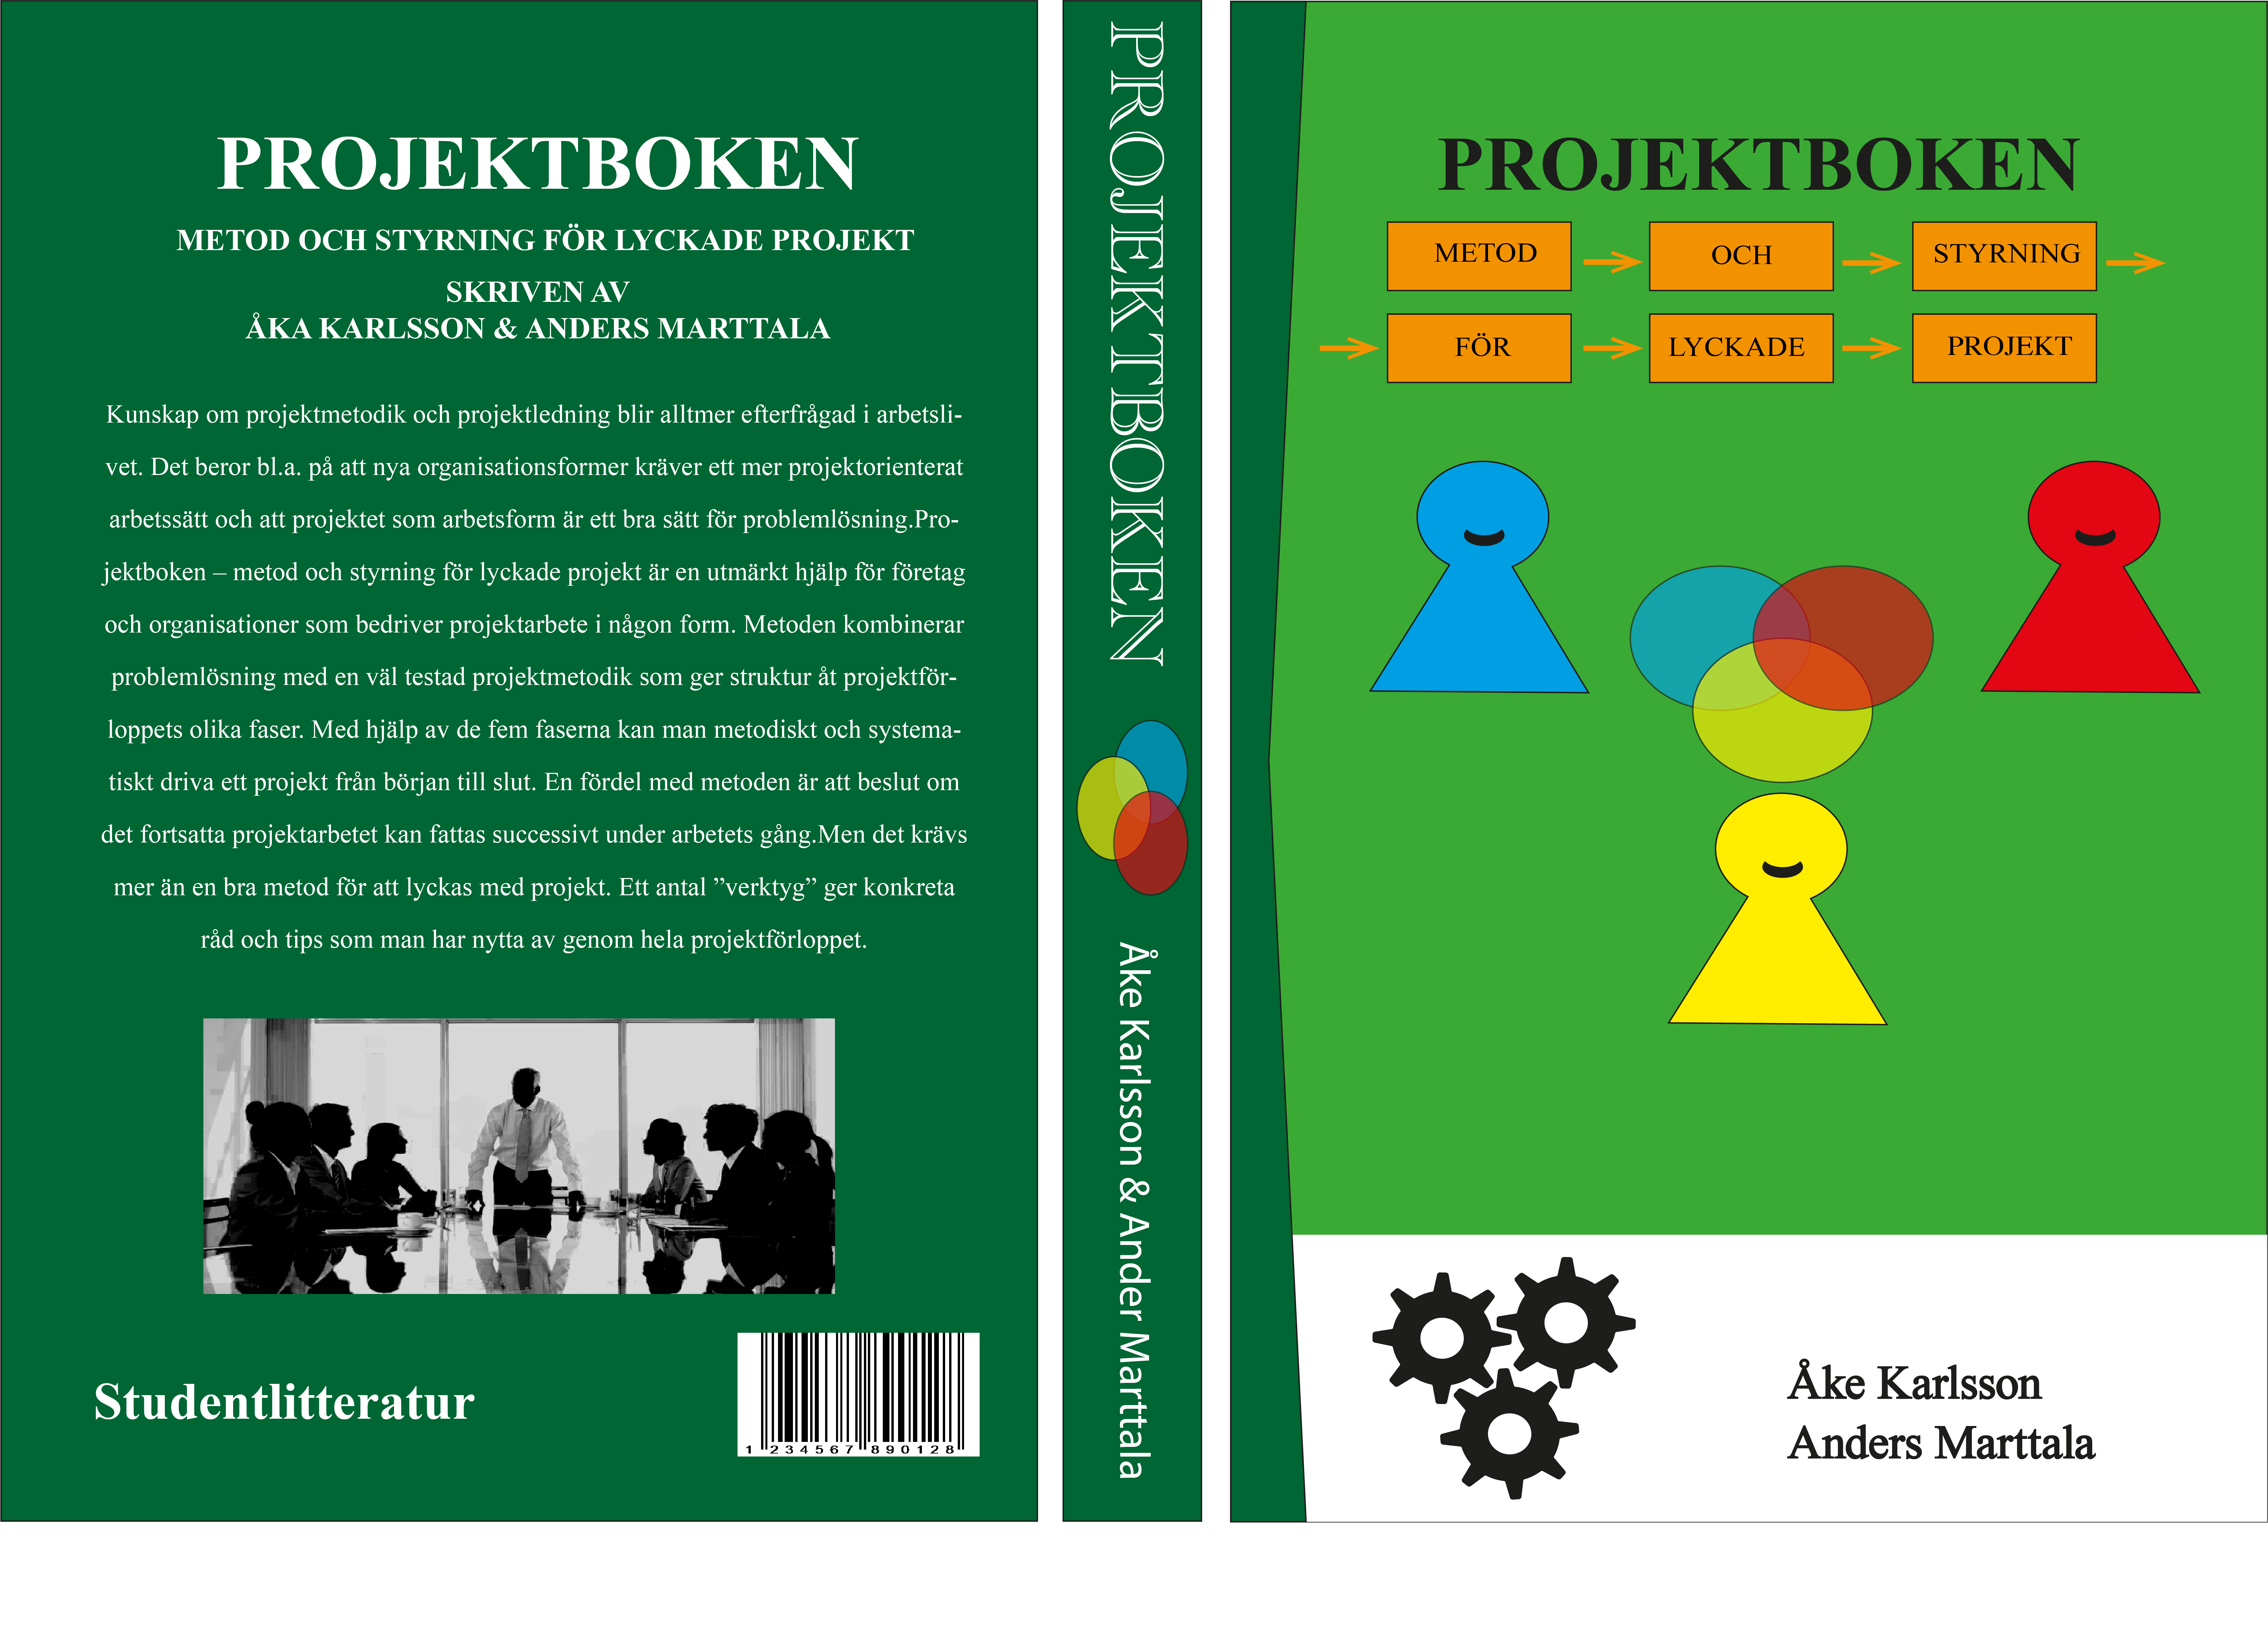 PROJEKTBOKEN
METOD OCH STYRNING FÖR LYCKADE PROJEKT
SKRIVEN AV
ÅKA KARLSSON & ANDERS MARTTALA
Kunskap om projektmetodik och projektledning blir alltmer efterfrågad i arbetsli-
vet. Det beror bl.a. på att nya organisationsformer kräver ett mer projektorienterat
arbetssätt och att projektet som arbetsform är ett bra sätt för problemlösning.Pro-
jektboken – metod och styrning för lyckade projekt är en utmärkt hjälp för företag
och organisationer som bedriver projektarbete i någon form. Metoden kombinerar
problemlösning med en väl testad projektmetodik som ger struktur åt projektför-
loppets olika faser. Med hjälp av de fem faserna kan man metodiskt och systema-
tiskt driva ett projekt från början till slut. En fördel med metoden är att beslut om
det fortsatta projektarbetet kan fattas successivt under arbetets gång.Men det krävs
mer än en bra metod för att lyckas med projekt. Ett antal ”verktyg” ger konkreta
råd och tips som man har nytta av genom hela projektförloppet.
Studentlitteratur
1 234567 890128
PROJEKTBOKEN
Åke Karlsson & Ander Marttala
PROJEKTBOKEN
METOD OCH STYRNING
FÖR LYCKADE PROJEKT
Åke Karlsson
Anders Marttala